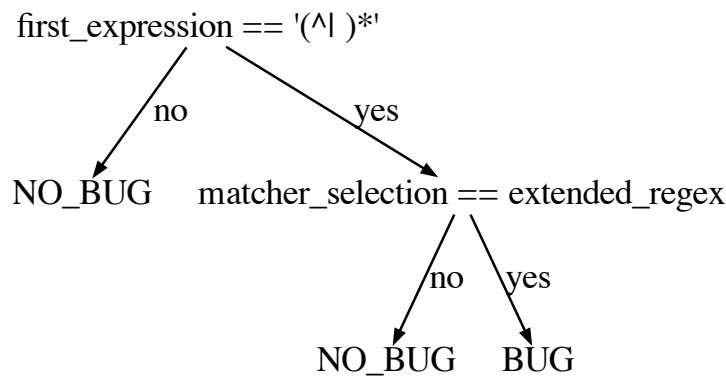 first_expression == '(^| )*'
no
yes
NO_BUG
matcher_selection == extended_regex
no
yes
NO_BUG
BUG